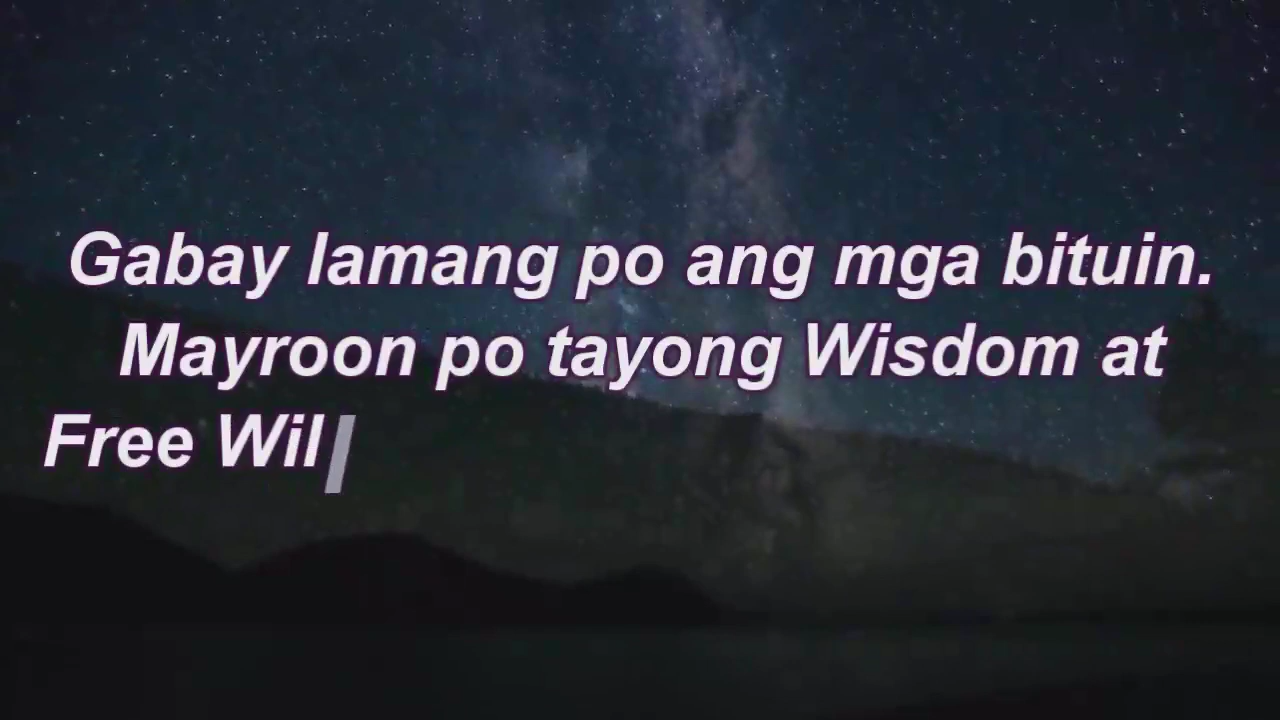 Gabay lamang po ang mga bituin.
Mayroon po tayong Wisdom at
Free Wil